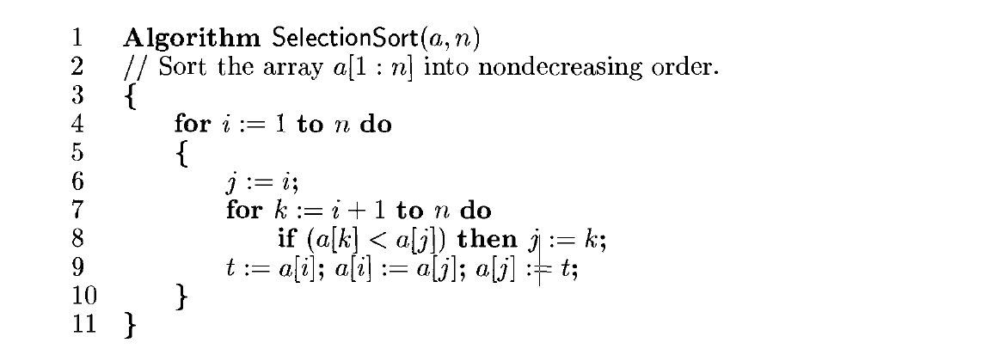 1 Algorithm SelectionSort(a, n)
2 // Sort the array a[1 : n] into nondecreasing order.
3 {
4 for i := 1 to n do
5 {
6 j := i;
7 for k := i + 1 to n do
8 if (a[k] < a[j]) then j := k;
9 t := a[i]; a[i] := a[j]; a[j] := t;
10 }
11 }